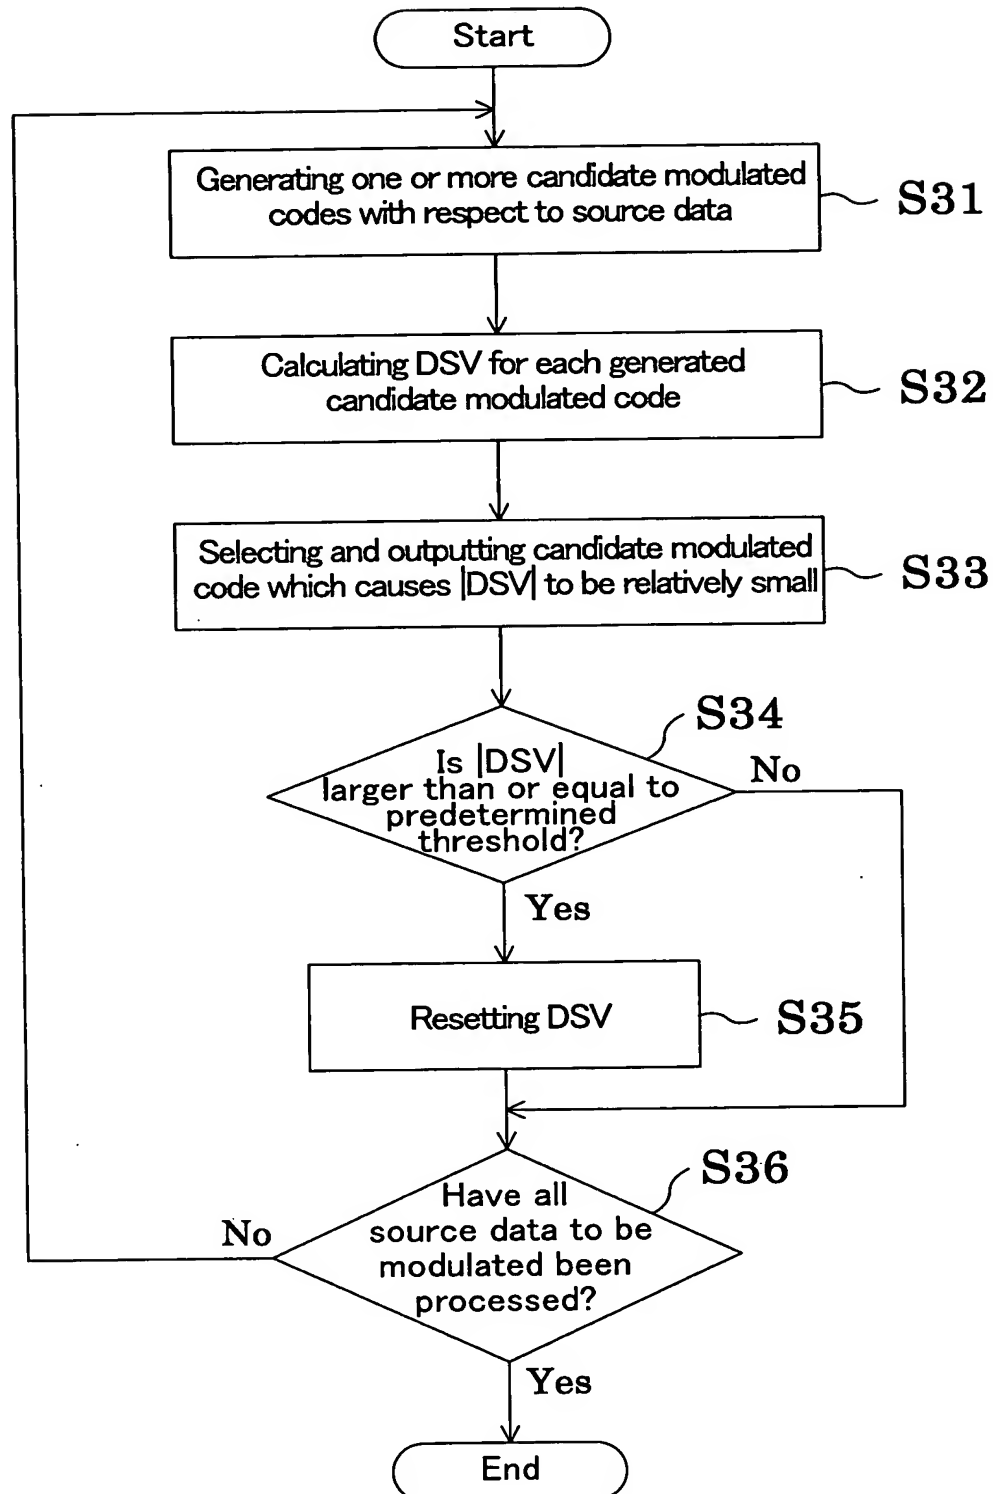 Start
Generating one or more candidate modulated
codes with respect to source data
S31
Calculating DSV for each generated
candidate modulated code
S32
Selecting and outputting candidate modulated
code which causes |DSV| to be relatively small
S33
S34
Is |DSV|
larger than or equal to
predetermined
threshold?
No
Yes
Resetting DSV
S35
S36
Have all
source data to be
modulated been
processed?
No
Yes
End